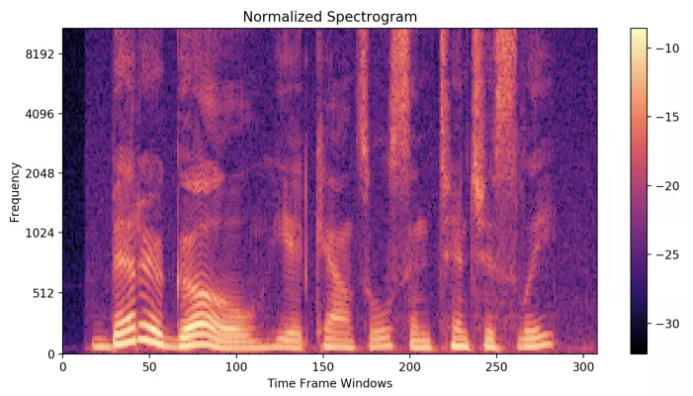 Normalized Spectrogram
8192
4096
2048
1024
512
0
Frequency
0 50 100 150 200 250 300
Time Frame Windows
−10
−15
−20
−25
−30